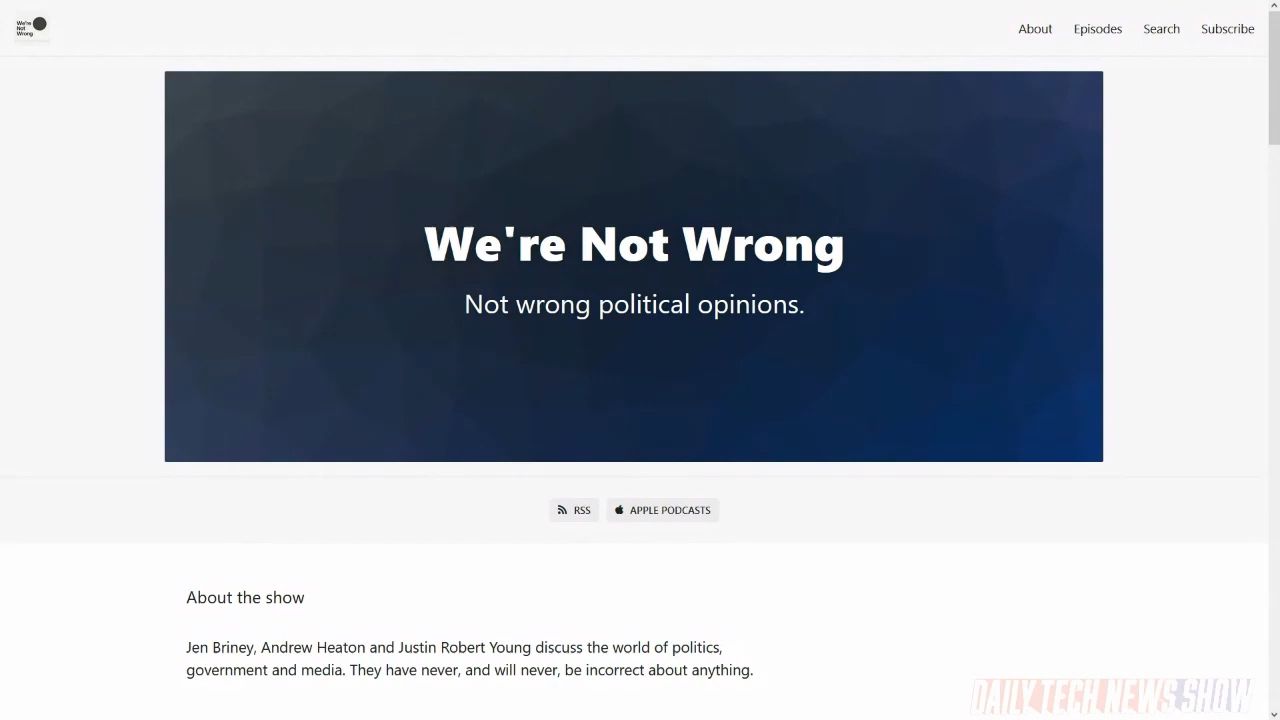 We're
Not
Wrong
About
Episodes
Search
Subscribe
We're Not Wrong
Not wrong political opinions.
RSS
APPLE PODCASTS
About the show
Jen Briney, Andrew Heaton and Justin Robert Young discuss the world of politics,
government and media. They have never, and will never, be incorrect about anything.
DAILY TECH NEWS SHOW